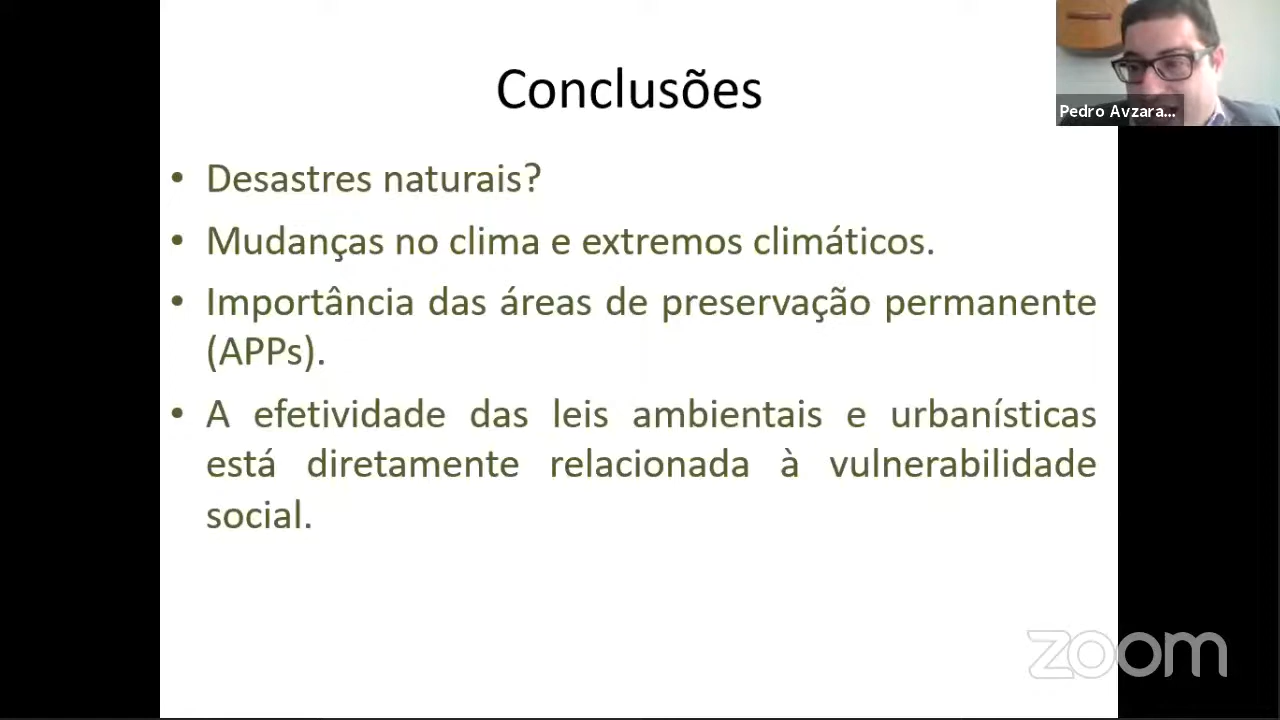 Conclusões
Pedro Avzara...
• Desastres naturais?
• Mudanças no clima e extremos climáticos.
• Importância das áreas de preservação permanente
(APPs).
• A efetividade das leis ambientais e urbanísticas
está diretamente relacionada à vulnerabilidade
social.
zoom